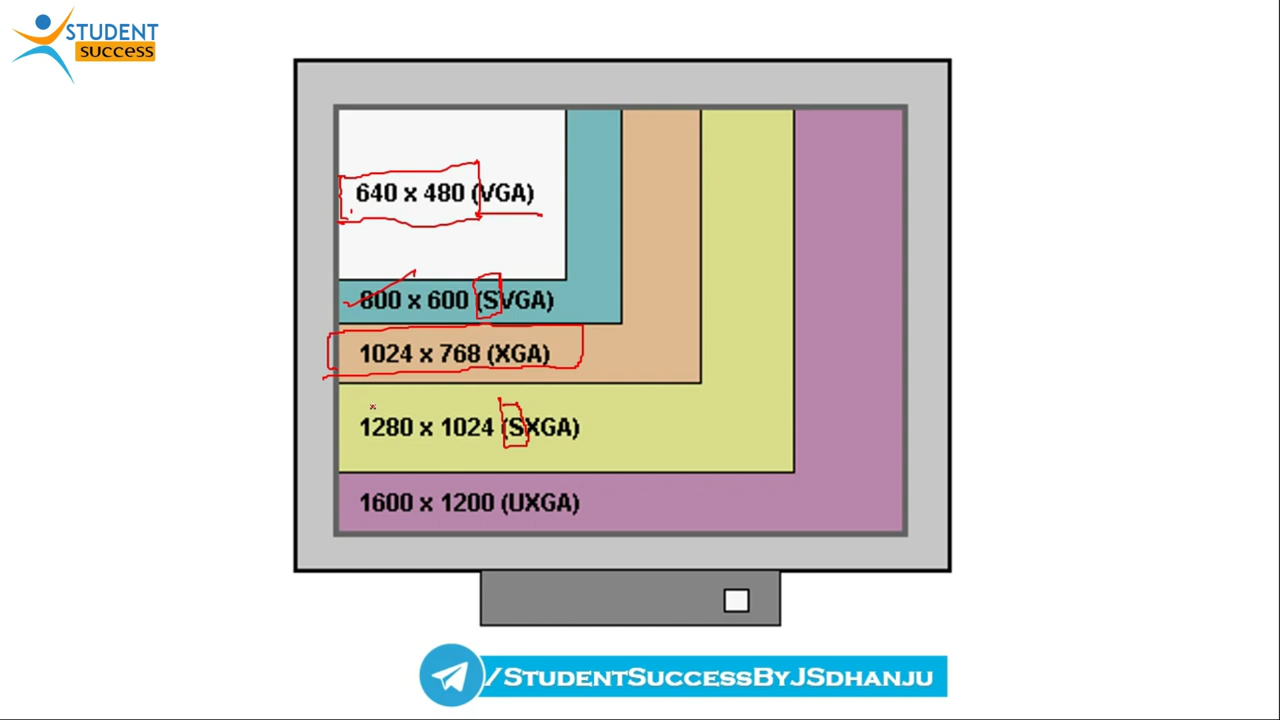 STUDENT
success
640 x 480 (VGA)
800 x 600 (SVGA)
1024 x 768 (XGA)
1280 x 1024 (SXGA)
1600 x 1200 (UXGA)
/StudentSuccessByJSdhanju